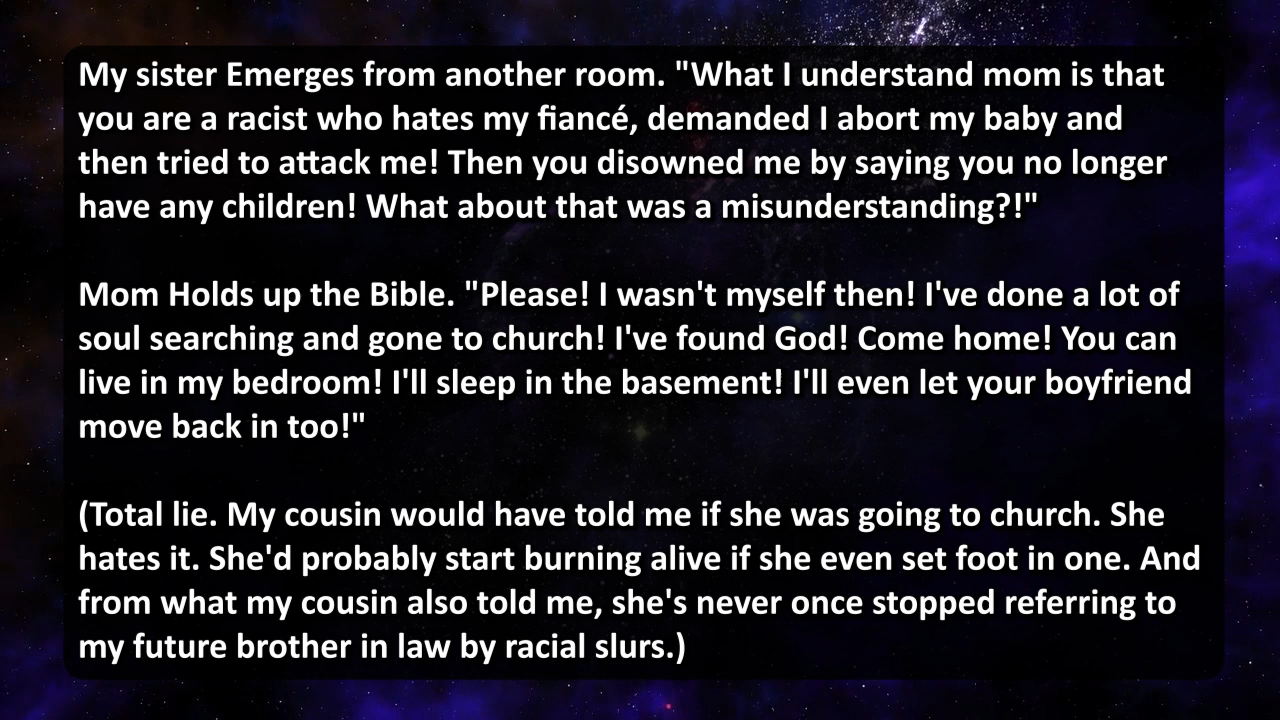 My sister Emerges from another room. "What I understand mom is that
you are a racist who hates my fiancé, demanded I abort my baby and
then tried to attack me! Then you disowned me by saying you no longer
have any children! What about that was a misunderstanding?!"
Mom Holds up the Bible. "Please! I wasn't myself then! I've done a lot of
soul searching and gone to church! I've found God! Come home! You can
live in my bedroom! I'll sleep in the basement! I'll even let your boyfriend
move back in too!"
(Total lie. My cousin would have told me if she was going to church. She
hates it. She'd probably start burning alive if she even set foot in one. And
from what my cousin also told me, she's never once stopped referring to
my future brother in law by racial slurs.)